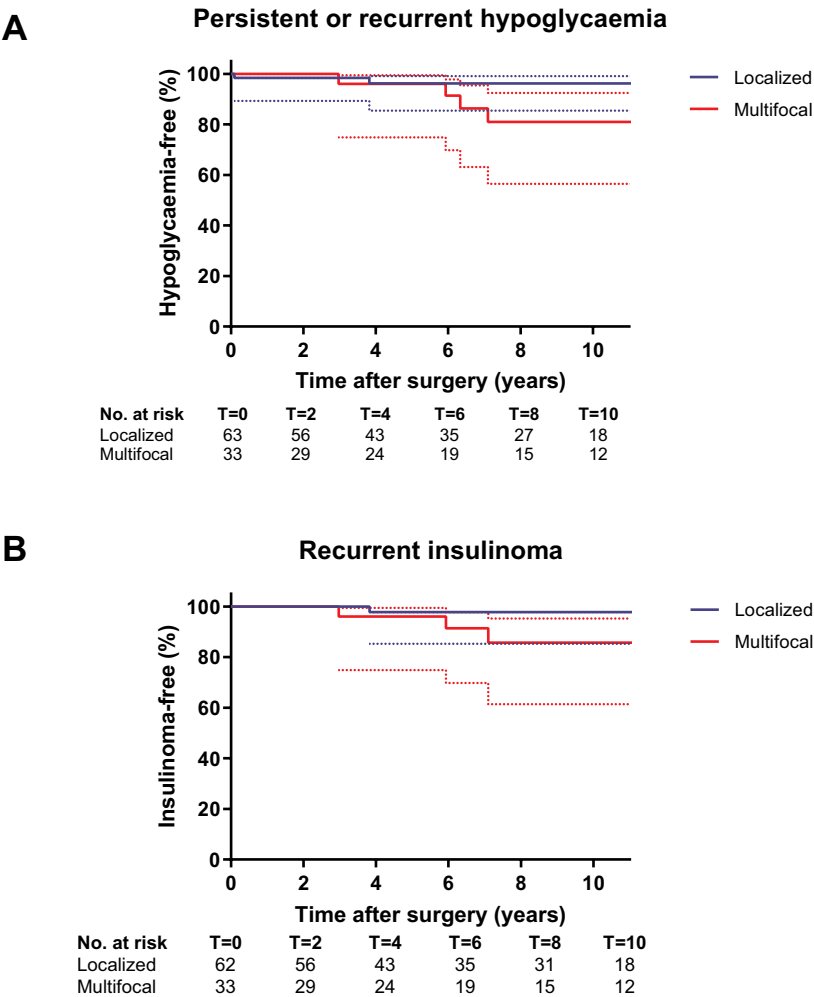 A
Persistent or recurrent hypoglycaemia
Hypoglycaemia-free (%)
100
80
60
40
20
0
0 2 4 6 8 10
Time after surgery (years)
Localized
Multifocal
No. at risk T=0 T=2 T=4 T=6 T=8 T=10
Localized 63 56 43 35 27 18
Multifocal 33 29 24 19 15 12
B
Recurrent insulinoma
Insulinoma-free (%)
100
80
60
40
20
0
0 2 4 6 8 10
Time after surgery (years)
Localized
Multifocal
No. at risk T=0 T=2 T=4 T=6 T=8 T=10
Localized 62 56 43 35 31 18
Multifocal 33 29 24 19 15 12